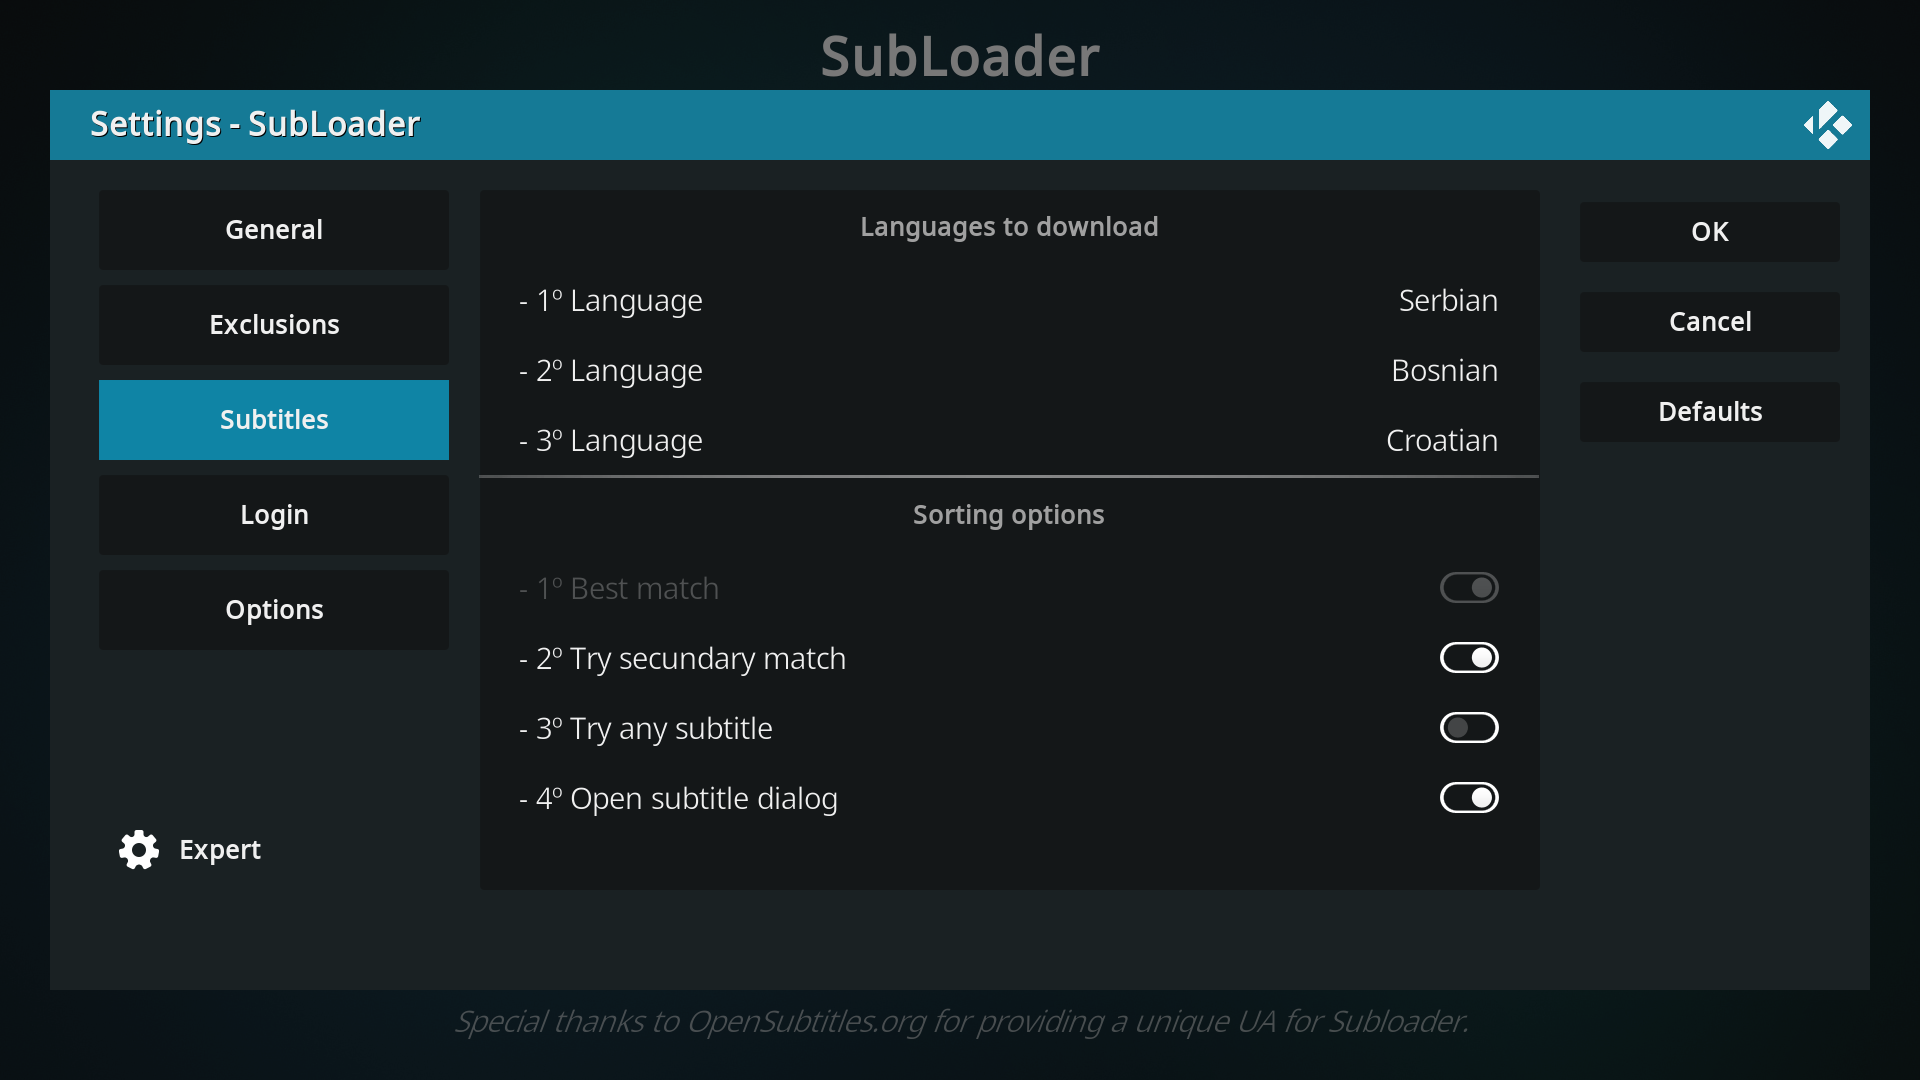 SubLoader
Settings - SubLoader
General
Exclusions
Subtitles
Login
Options
Expert
Languages to download
- 1º Language Serbian
- 2º Language Bosnian
- 3º Language Croatian
Sorting options
- 1º Best match
- 2º Try secundary match
- 3º Try any subtitle
- 4º Open subtitle dialog
OK
Cancel
Defaults
Special thanks to OpenSubtitles.org for providing a unique UA for Subloader.